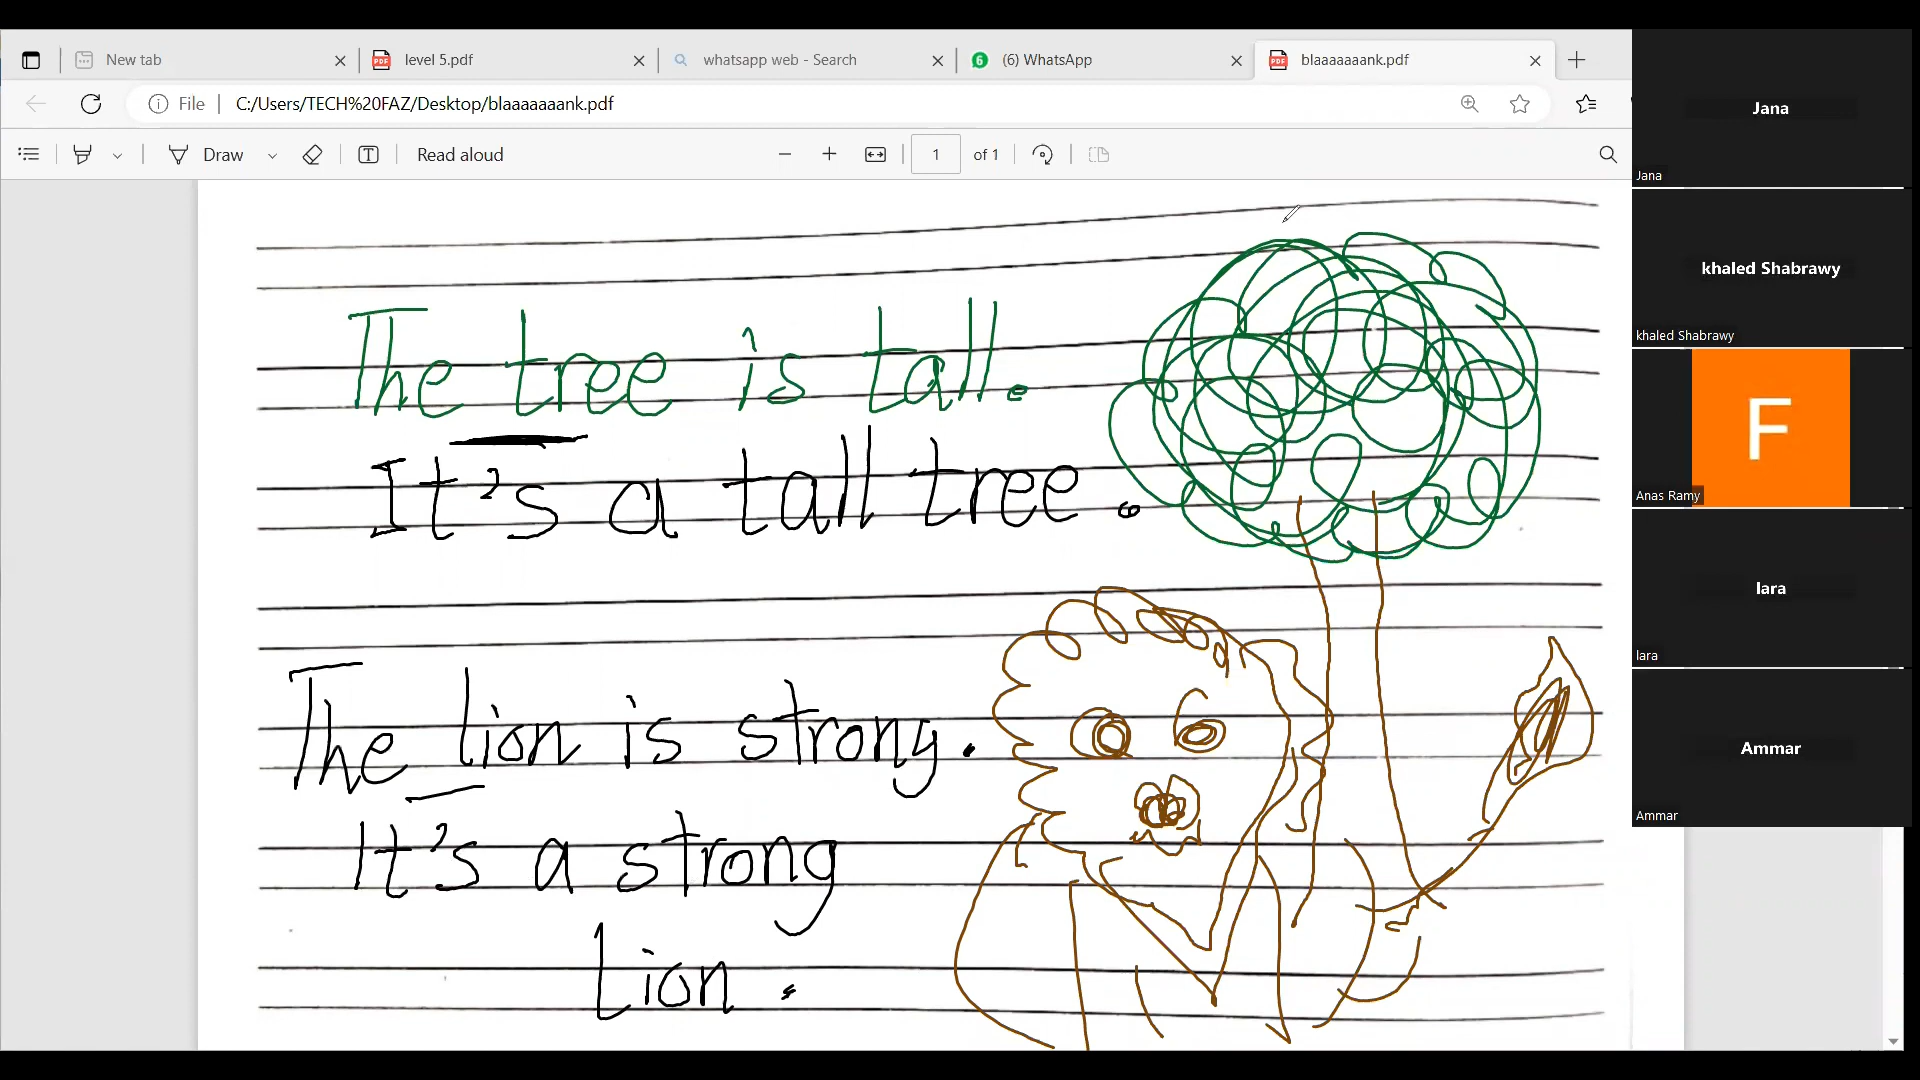 New tab
level 5.pdf
whatsapp web - Search
(6) WhatsApp
blaaaaaaank.pdf
File C:/Users/TECH%20FAZ/Desktop/blaaaaaaank.pdf
Draw
Read aloud
1 of 1
The tree is tall.
It's a tall tree.
The lion is strong.
It's a strong
lion.
Jana
Jana
khaled Shabrawy
khaled Shabrawy
F
Anas Ramy
lara
lara
Ammar
Ammar